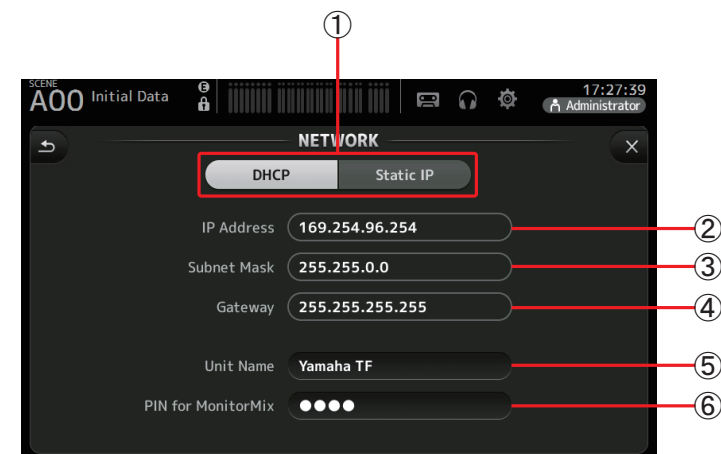 ①
SCENE
A00 Initial Data
E
17:27:39
Administrator
NETWORK
DHCP Static IP
IP Address 169.254.96.254 ②
Subnet Mask 255.255.0.0 ③
Gateway 255.255.255.255 ④
Unit Name Yamaha TF ⑤
PIN for MonitorMix ●●●● ⑥